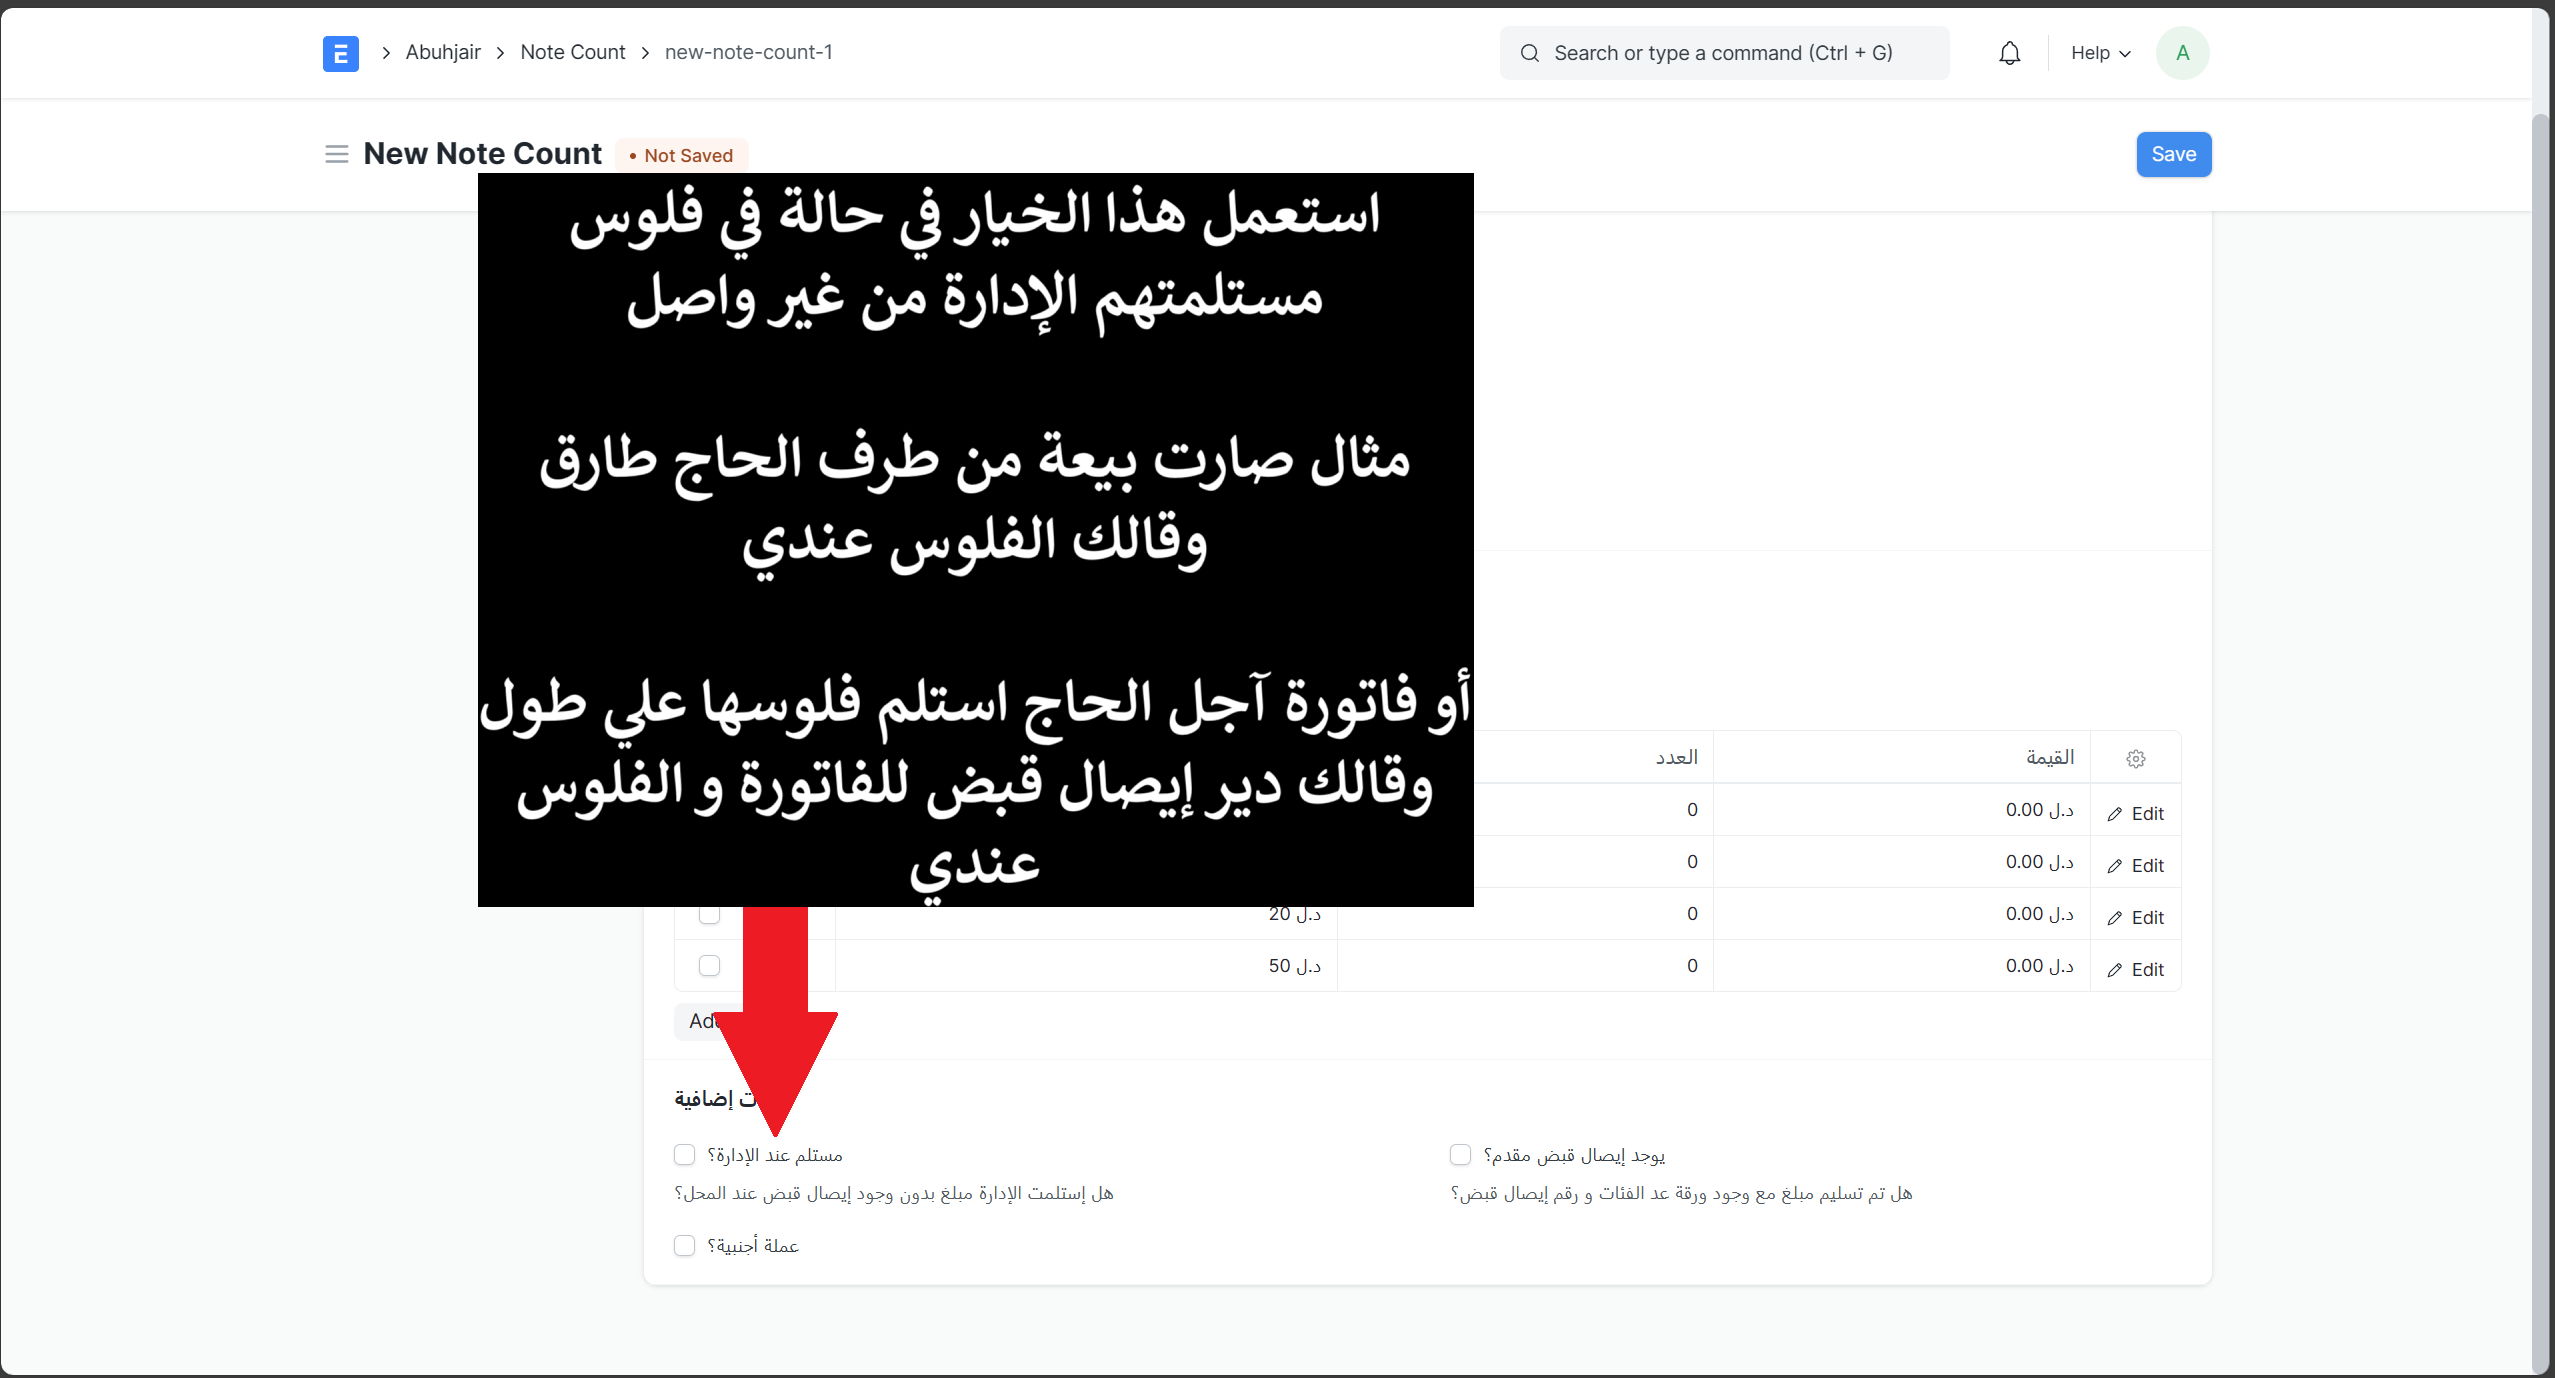 E
Abuhjair
Note Count
new-note-count-1
Search or type a command (Ctrl + G)
Help
A
New Note Count
• Not Saved
Save
استعمل هذا الخيار في حالة في فلوس
مستلمتهم الإدارة من غير واصل
مثال صارت بيعة من طرف الحاج طارق
وقالك الفلوس عندي
أو فاتورة آجل الحاج استلم فلوسها علي طول
وقالك دير إيصال قبض للفاتورة و الفلوس
عندي
العدد
القيمة
0
د.ل 0.00
Edit
0
د.ل 0.00
Edit
د.ل 20
0
د.ل 0.00
Edit
د.ل 50
0
د.ل 0.00
Edit
إضافية
مستلم عند الإدارة؟
هل إستلمت الإدارة مبلغ بدون وجود إيصال قبض عند المحل؟
عملة أجنبية؟
يوجد إيصال قبض مقدم؟
هل تم تسليم مبلغ مع وجود ورقة عد الفئات و رقم إيصال قبض؟